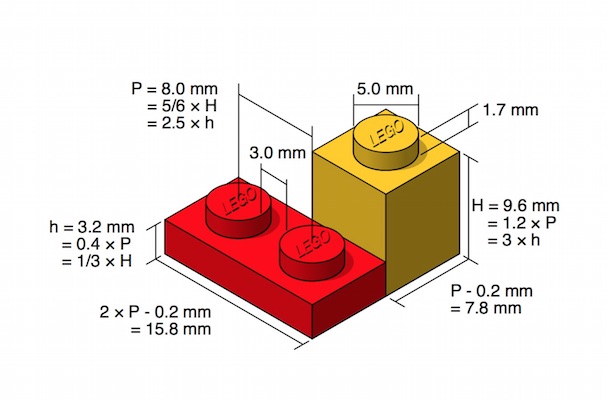 P = 8.0 mm
= 5/6 × H
= 2.5 × h
5.0 mm
1.7 mm
3.0 mm
LEGO
LEGO
LEGO
h = 3.2 mm
= 0.4 × P
= 1/3 × H
H = 9.6 mm
= 1.2 × P
= 3 × h
2 × P - 0.2 mm
= 15.8 mm
P - 0.2 mm
= 7.8 mm